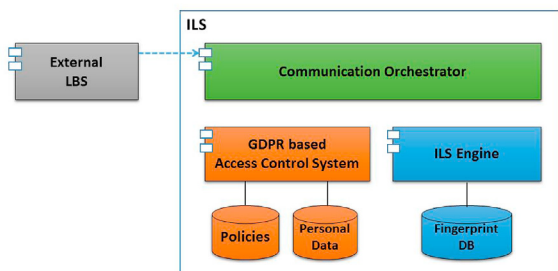 ILS
External
LBS
Communication Orchestrator
GDPR based
Access Control System
ILS Engine
Policies
Personal
Data
Fingerprint
DB